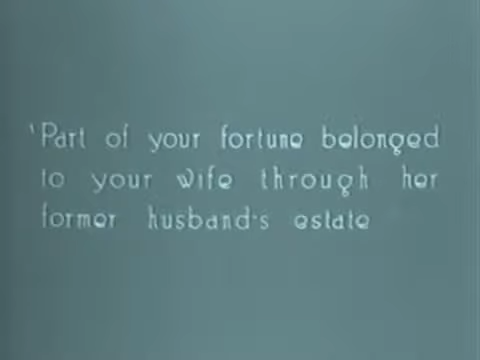 'Part of your fortune belonged
to your wife through her
former husband's estate